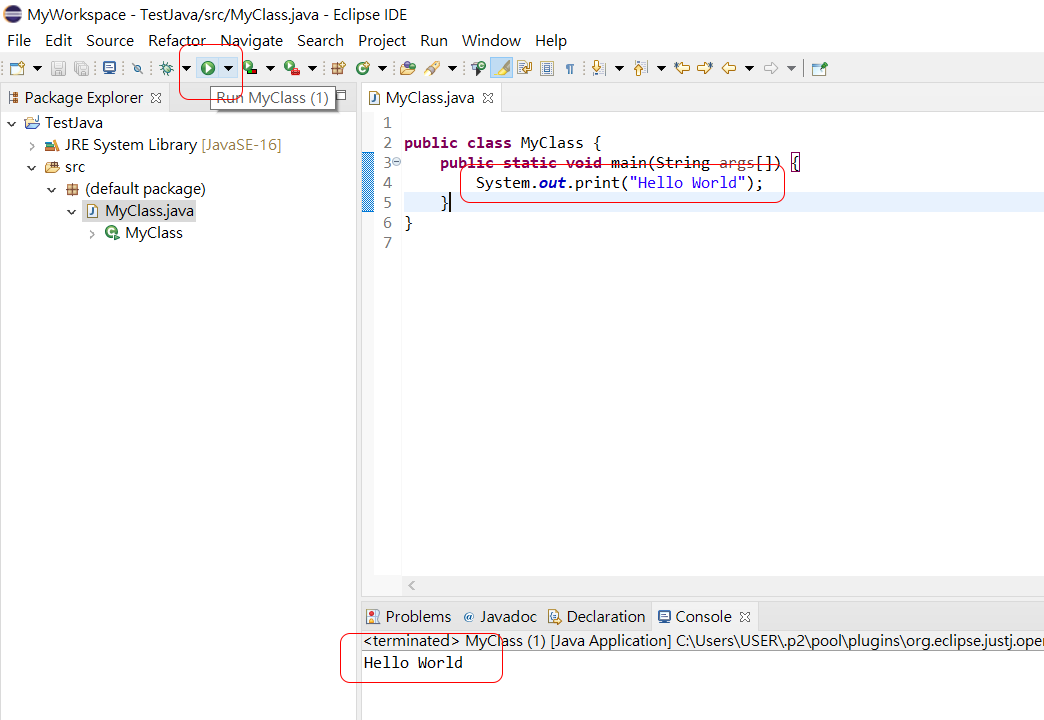 MyWorkspace - TestJava/src/MyClass.java - Eclipse IDE
File Edit Source Refactor Navigate Search Project Run Window Help
Run MyClass (1)
Package Explorer
TestJava
JRE System Library [JavaSE-16]
src
(default package)
MyClass.java
MyClass
MyClass.java
1
2 public class MyClass {
3 public static void main(String args[]) {
4 System.out.print("Hello World");
5 }
6 }
7
Problems @ Javadoc Declaration Console
<terminated> MyClass (1) [Java Application] C:\Users\USER\.p2\pool\plugins\org.eclipse.justj.open
Hello World